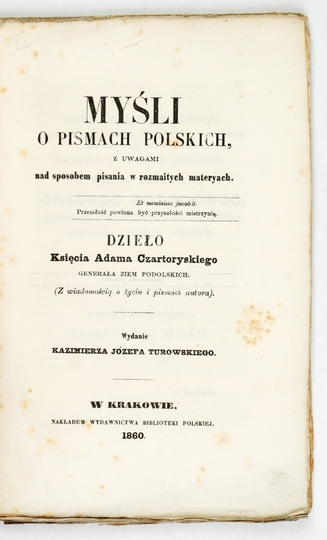 MYŚLI
O PISMACH POLSKICH,
Z UWAGAMI
nad sposobem pisania w rozmaitych materyach.
Et meminisse juvabit.
Przeszłość powinna być przyszłości mistrzynią.
DZIEŁO
Księcia Adama Czartoryskiego
GENERAŁA ZIEM PODOLSKICH.
(Z wiadomością o życiu i pismach autora).
Wydanie
KAZIMIERZA JÓZEFA TUROWSKIEGO.
W KRAKOWIE,
NAKŁADEM WYDAWNICTWA BIBLIOTEKI POLSKIEJ.
1860.